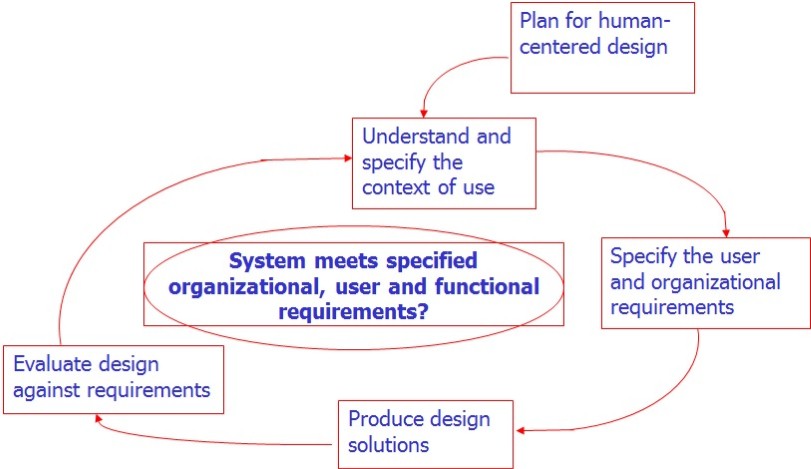 Plan for human-
centered design
Understand and
specify the
context of use
Specify the user
and organizational
requirements
System meets specified
organizational, user and functional
requirements?
Evaluate design
against requirements
Produce design
solutions